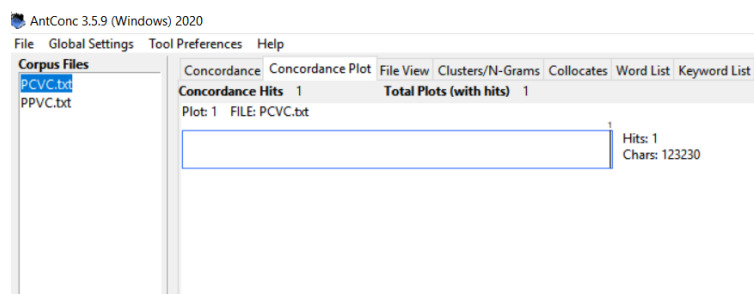 AntConc 3.5.9 (Windows) 2020
File Global Settings Tool Preferences Help
Corpus Files
PCVC.txt
PPVC.txt
Concordance Concordance Plot File View Clusters/N-Grams Collocates Word List Keyword List
Concordance Hits 1 Total Plots (with hits) 1
Plot: 1 FILE: PCVC.txt
1
Hits: 1
Chars: 123230